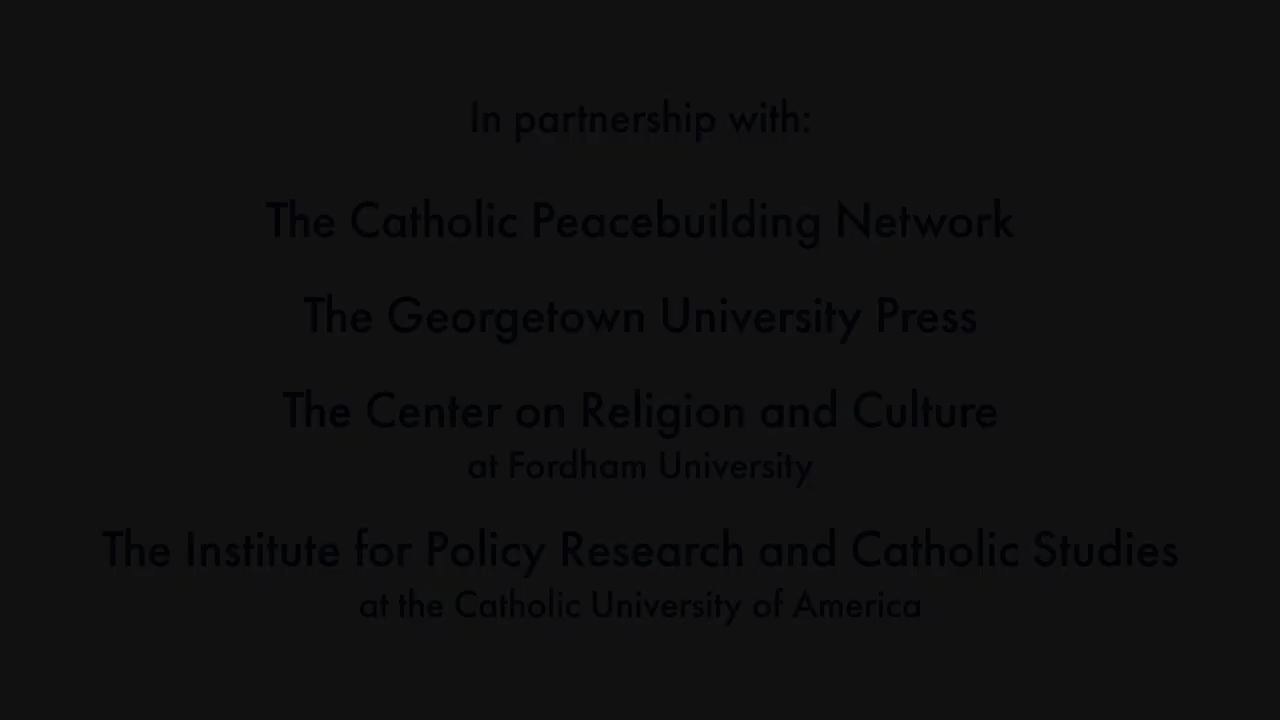 In partnership with:
The Catholic Peacebuilding Network
The Georgetown University Press
The Center on Religion and Culture
at Fordham University
The Institute for Policy Research and Catholic Studies
at the Catholic University of America